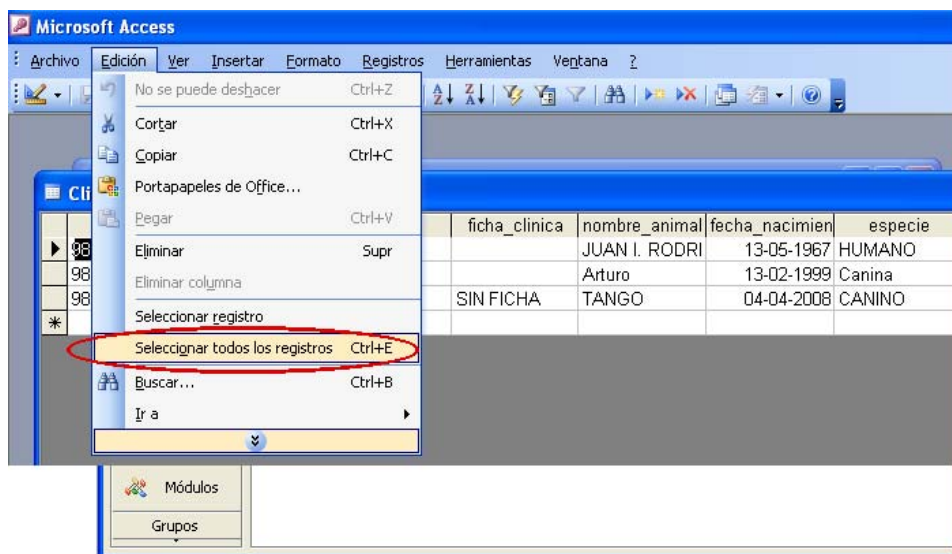 Microsoft Access
Archivo Edición Ver Insertar Formato Registros Herramientas Ventana ?
No se puede deshacer Ctrl+Z
Cortar Ctrl+X
Copiar Ctrl+C
Portapapeles de Office...
Pegar Ctrl+V
Cli
ficha_clinica nombre_animal fecha_nacimien especie
Eliminar Supr
98 JUAN I. RODRI 13-05-1967 HUMANO
Eliminar columna
98 Arturo 13-02-1999 Canina
98 SIN FICHA TANGO 04-04-2008 CANINO
Seleccionar registro
Seleccionar todos los registros Ctrl+E
Buscar... Ctrl+B
Ir a
Módulos
Grupos